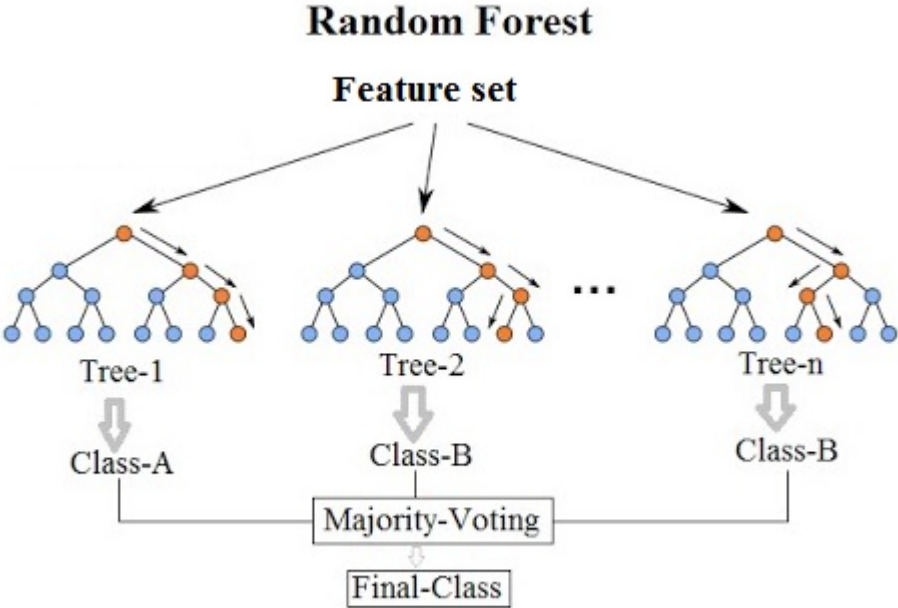 Random Forest
Feature set
...
Tree-1
Tree-2
Tree-n
Class-A
Class-B
Class-B
Majority-Voting
Final-Class